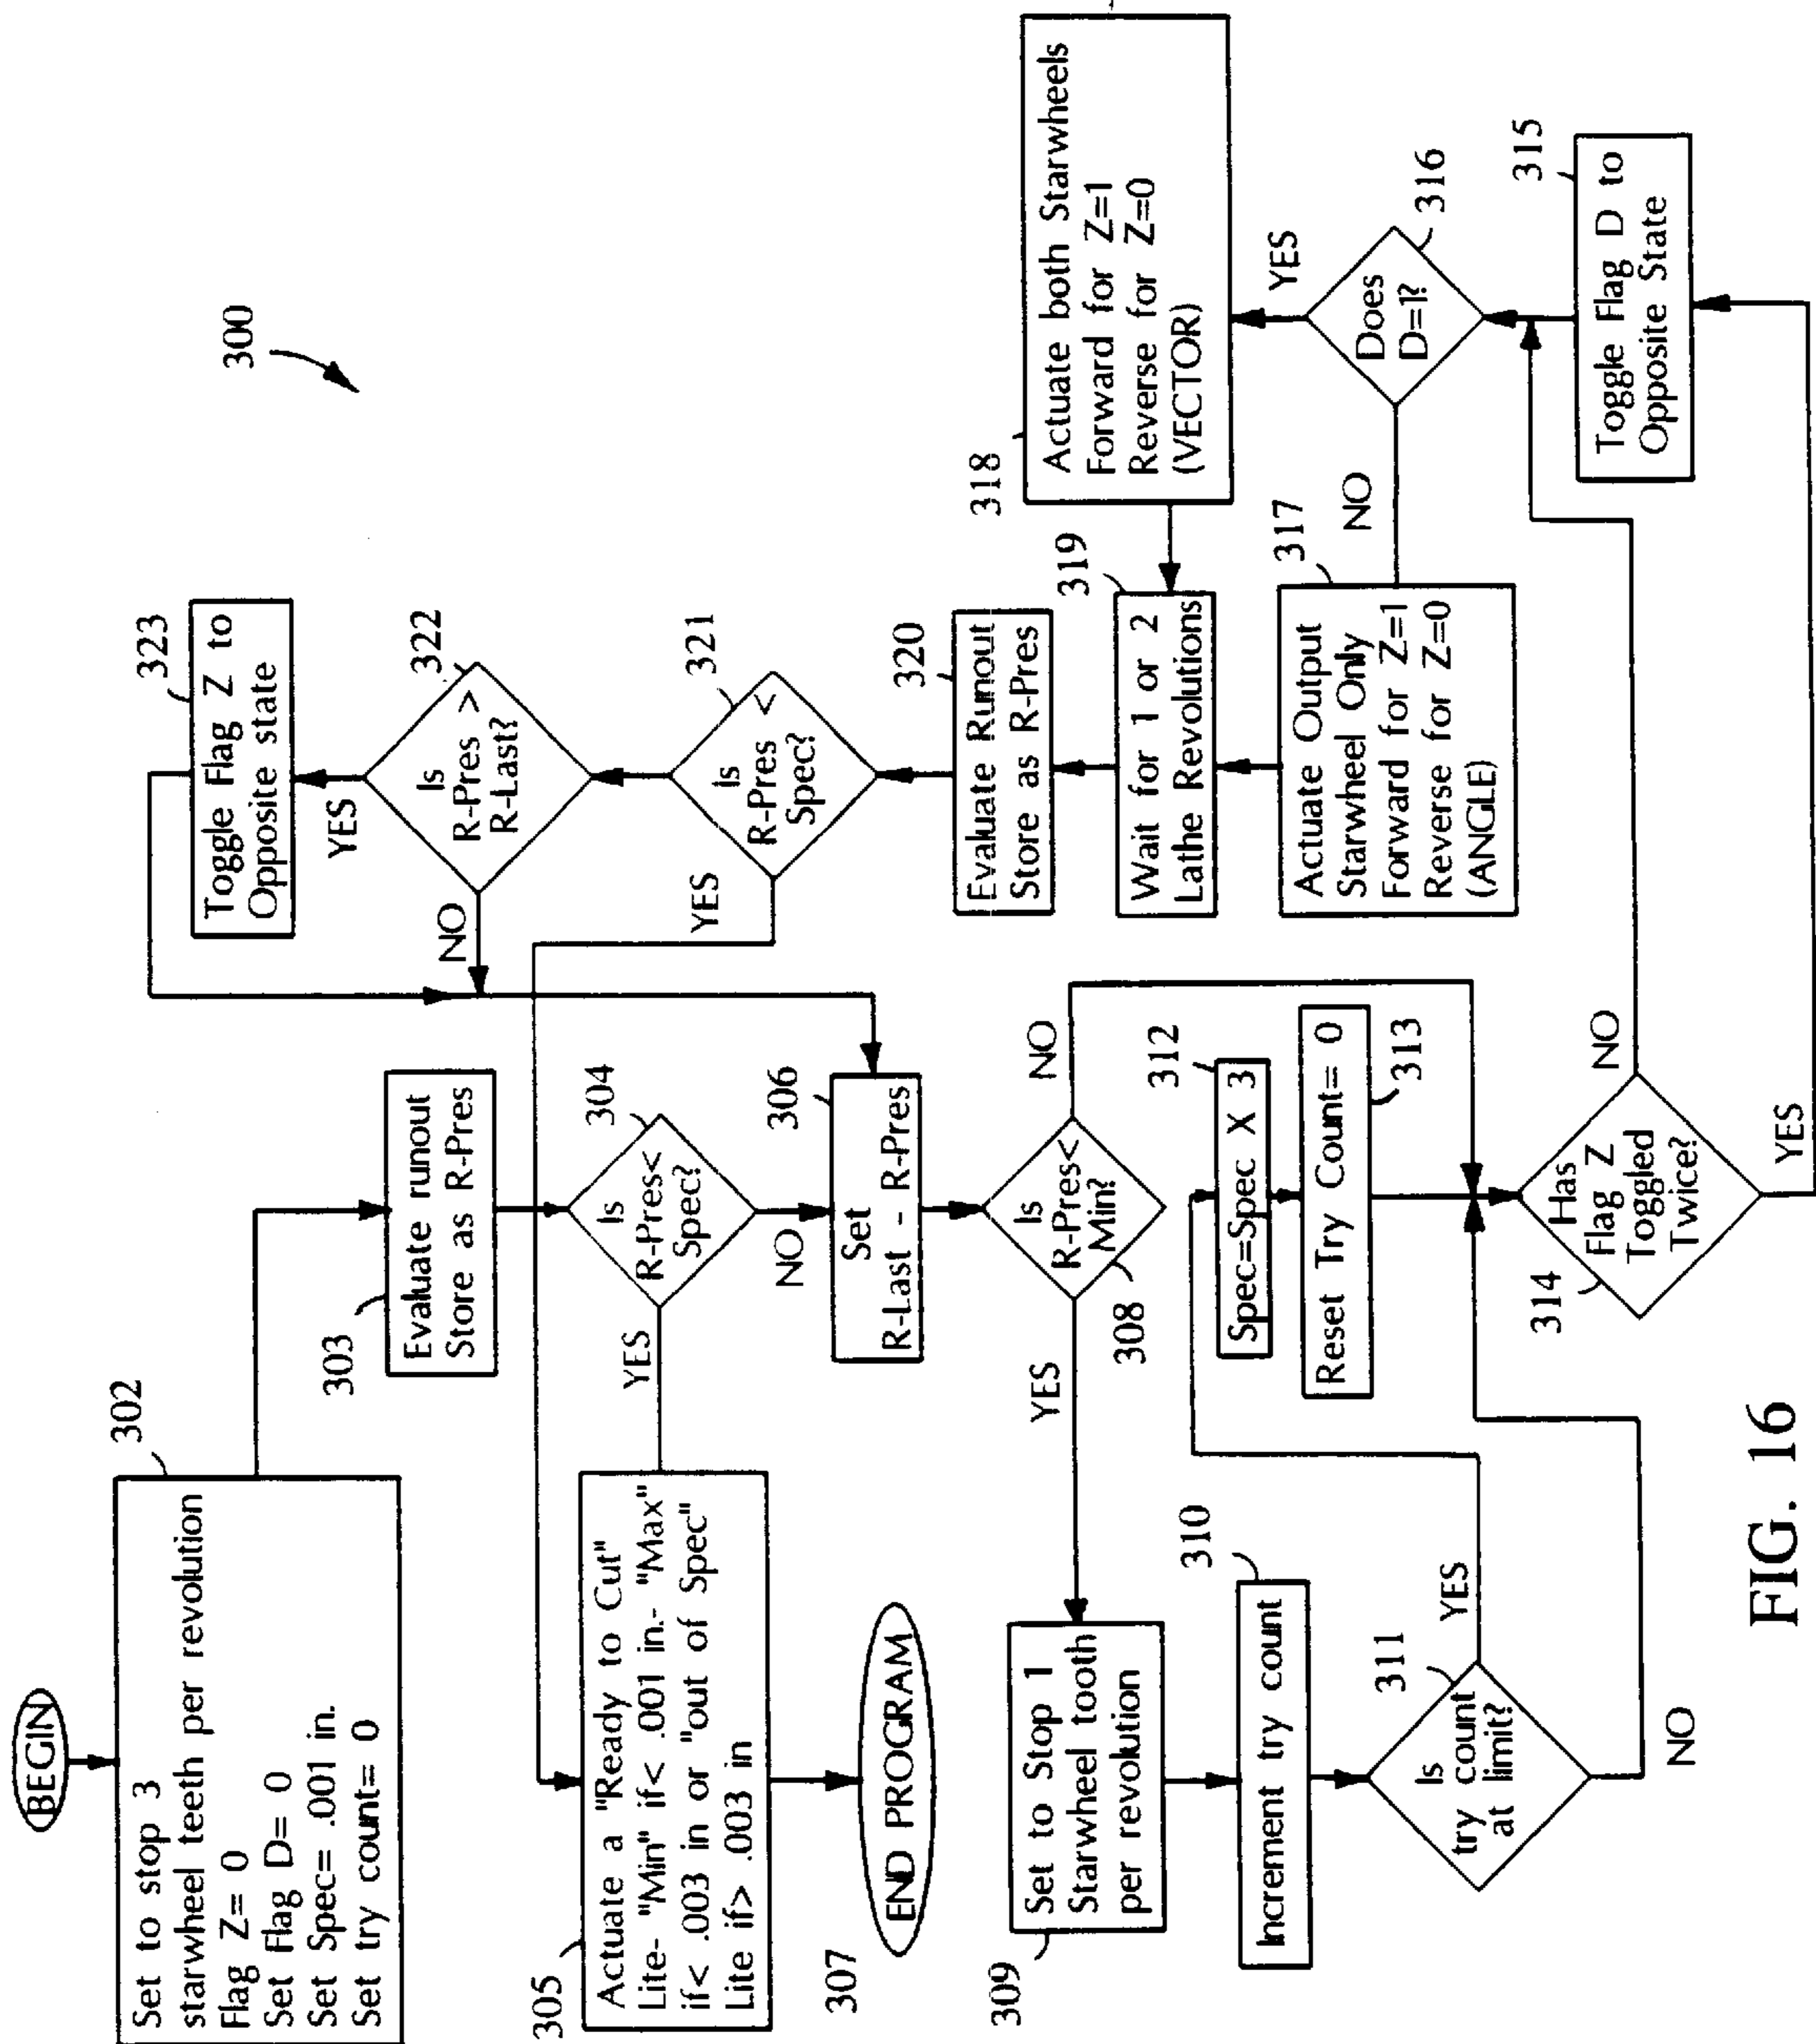 300
BEGIN
302
Set to stop 3
starwheel teeth per revolution
Flag Z= 0
Set Flag D= 0
Set Spec= .001 in.
Set try count= 0
303
Evaluate runout
Store as R-Pres
304
Is
R-Pres<
Spec?
YES
NO
305
Actuate a "Ready to Cut"
Lite- "Min" if< .001 in.- "Max"
if< .003 in or "out of Spec"
Lite if> .003 in
307
END PROGRAM
306
Set
R-Last - R-Pres
308
Is
R-Pres<
Min?
YES
NO
309
Set to Stop 1
Starwheel tooth
per revolution
310
Increment try count
311
Is
try count
at limit?
YES
NO
312
Spec=Spec X 3
313
Reset Try Count= 0
314
Has
Flag Z
Toggled
Twice?
NO
YES
315
Toggle Flag D to
Opposite State
316
Does
D=1?
YES
NO
317
Actuate Output
Starwheel Only
Forward for Z=1
Reverse for Z=0
(ANGLE)
318
Actuate both Starwheels
Forward for Z=1
Reverse for Z=0
(VECTOR)
319
Wait for 1 or 2
Lathe Revolutions
320
Evaluate Runout
Store as R-Pres
321
Is
R-Pres <
Spec?
YES
322
Is
R-Pres >
R-Last?
YES
NO
323
Toggle Flag Z to
Opposite state
FIG. 16